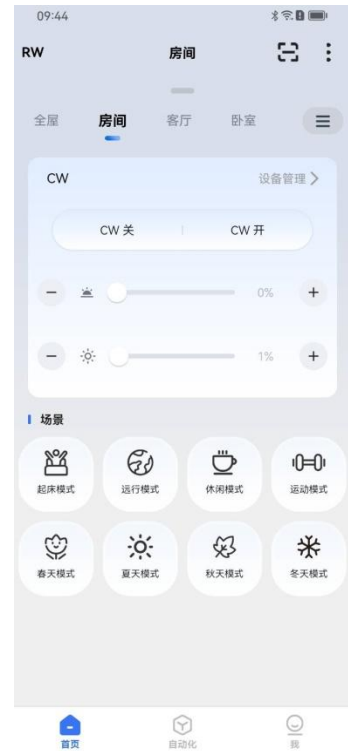 09:44
RW 房间
全屋 房间 客厅 卧室
CW 设备管理
CW 关 CW 开
0%
1%
场景
起床模式 远行模式 休闲模式 运动模式
春天模式 夏天模式 秋天模式 冬天模式
首页 自动化 我